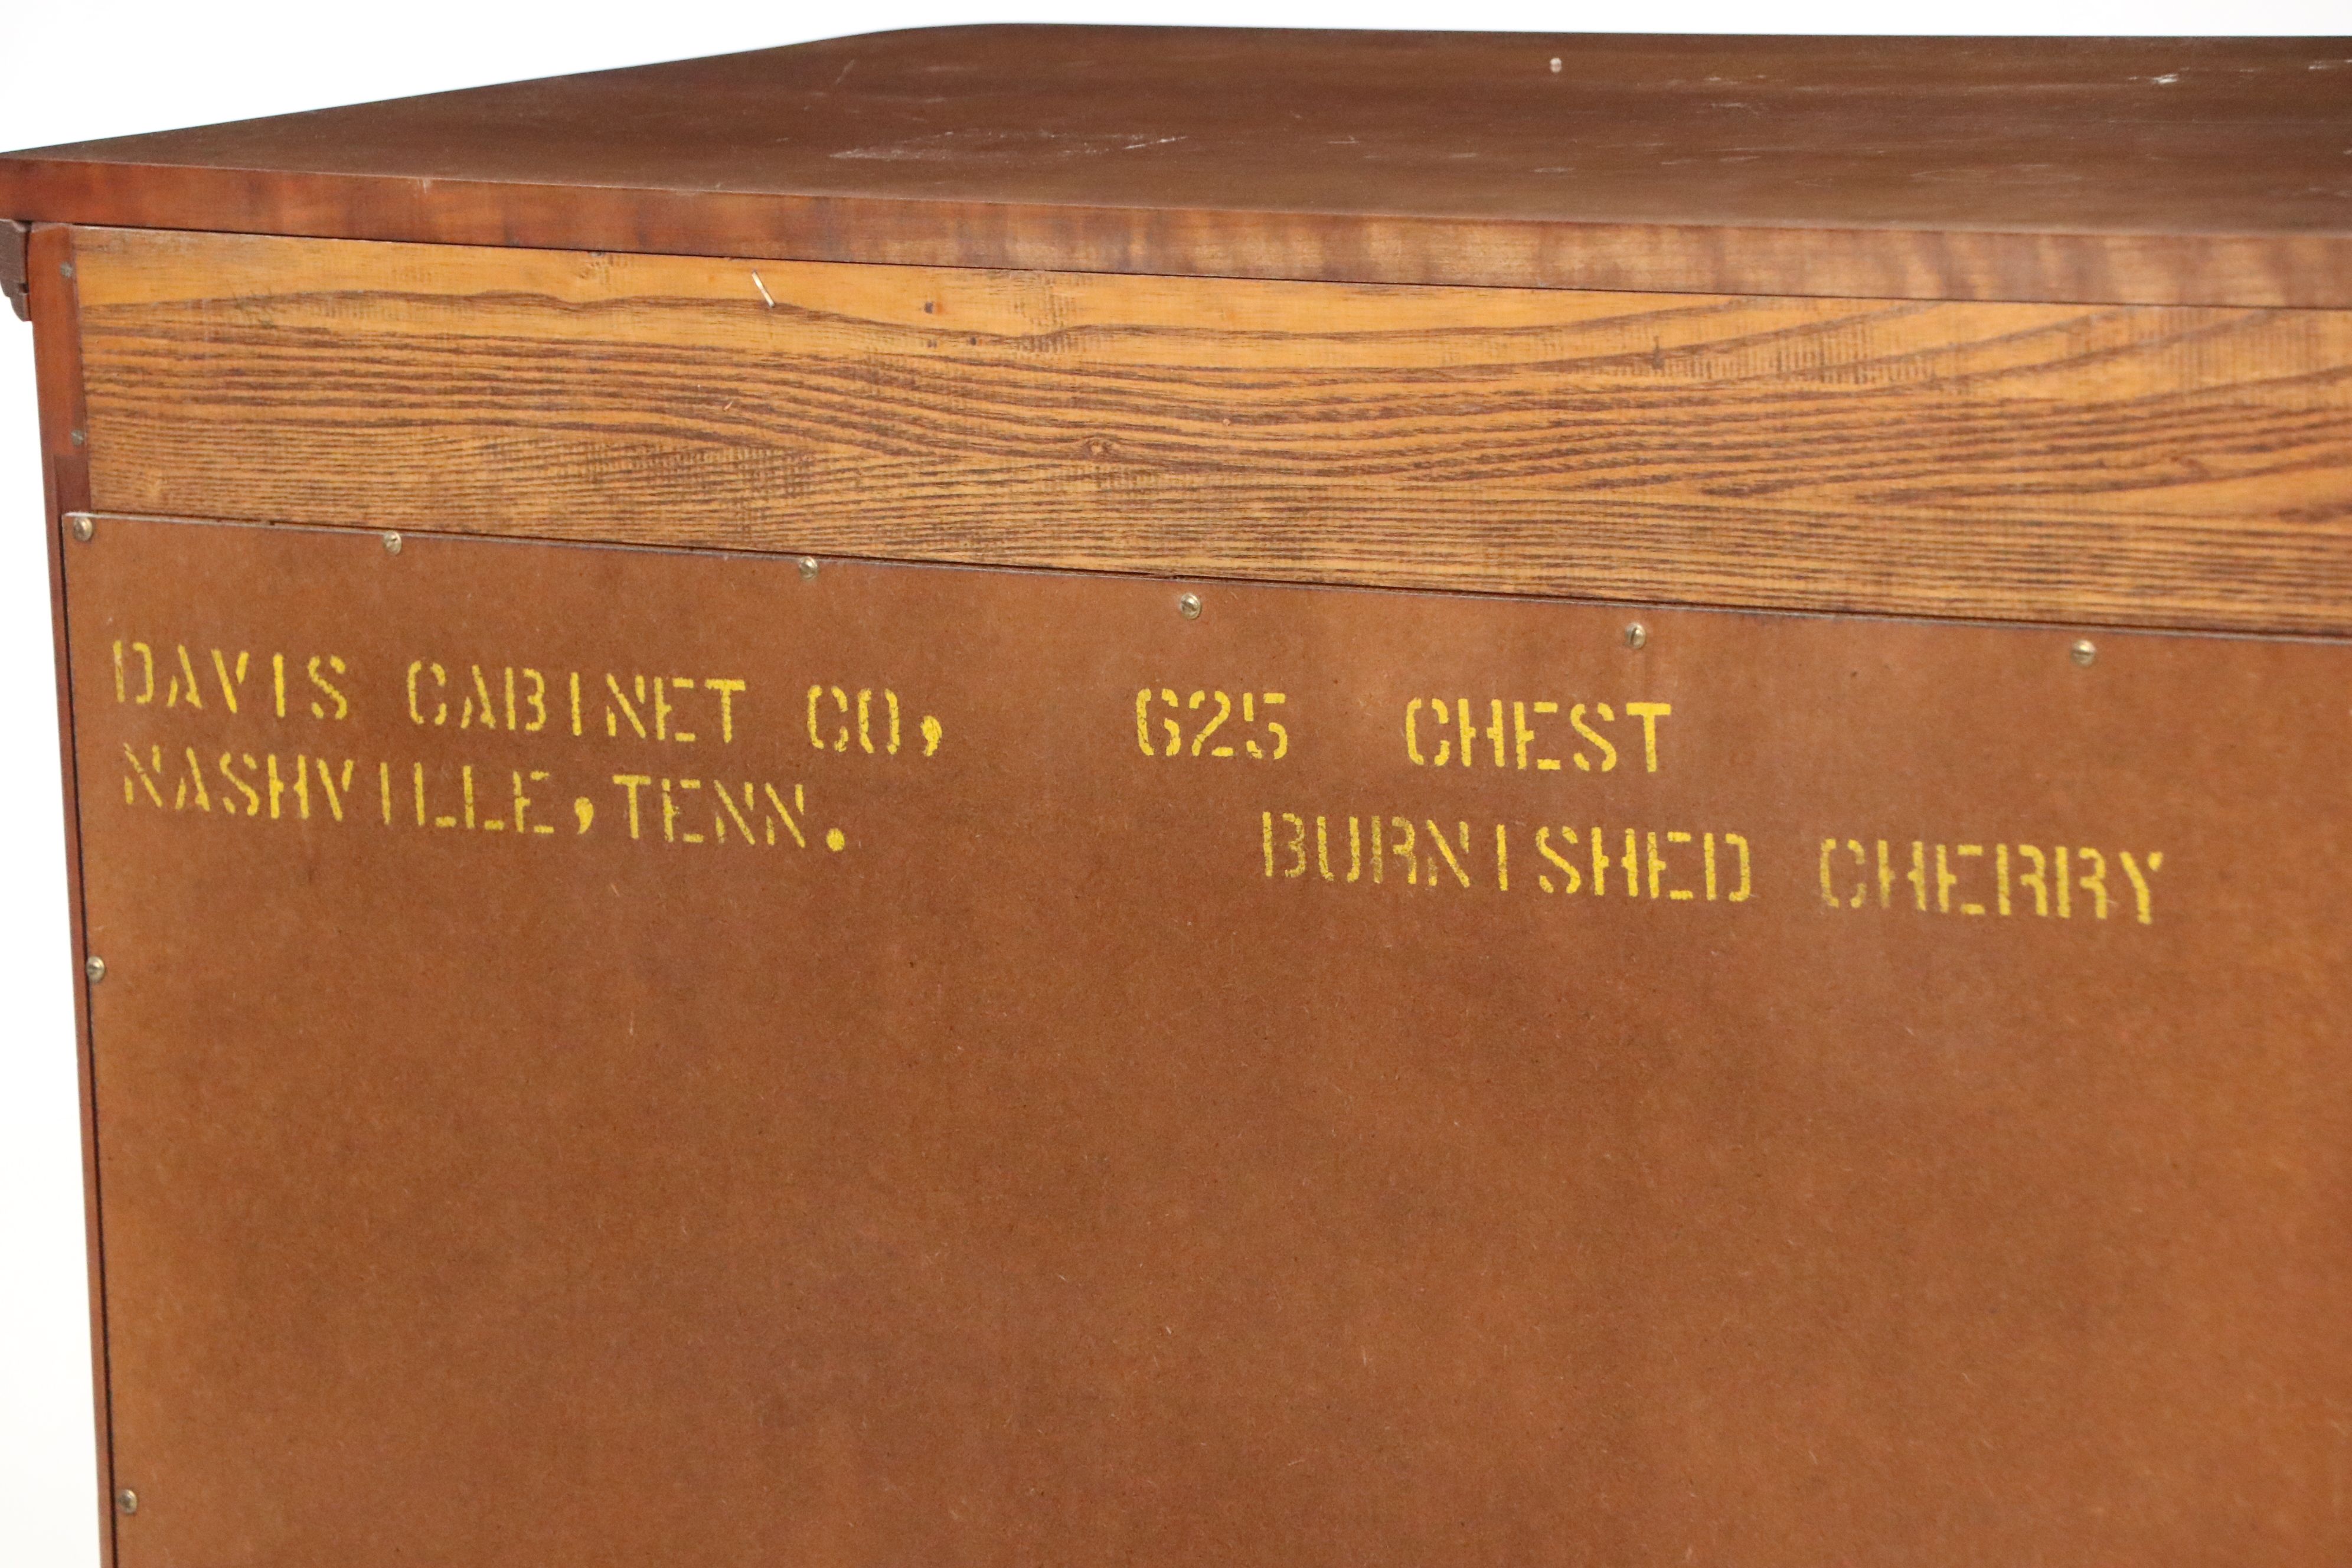 DAVIS CABINET CO, 625 CHEST
NASHVILLE, TENN. BURNISHED CHERRY